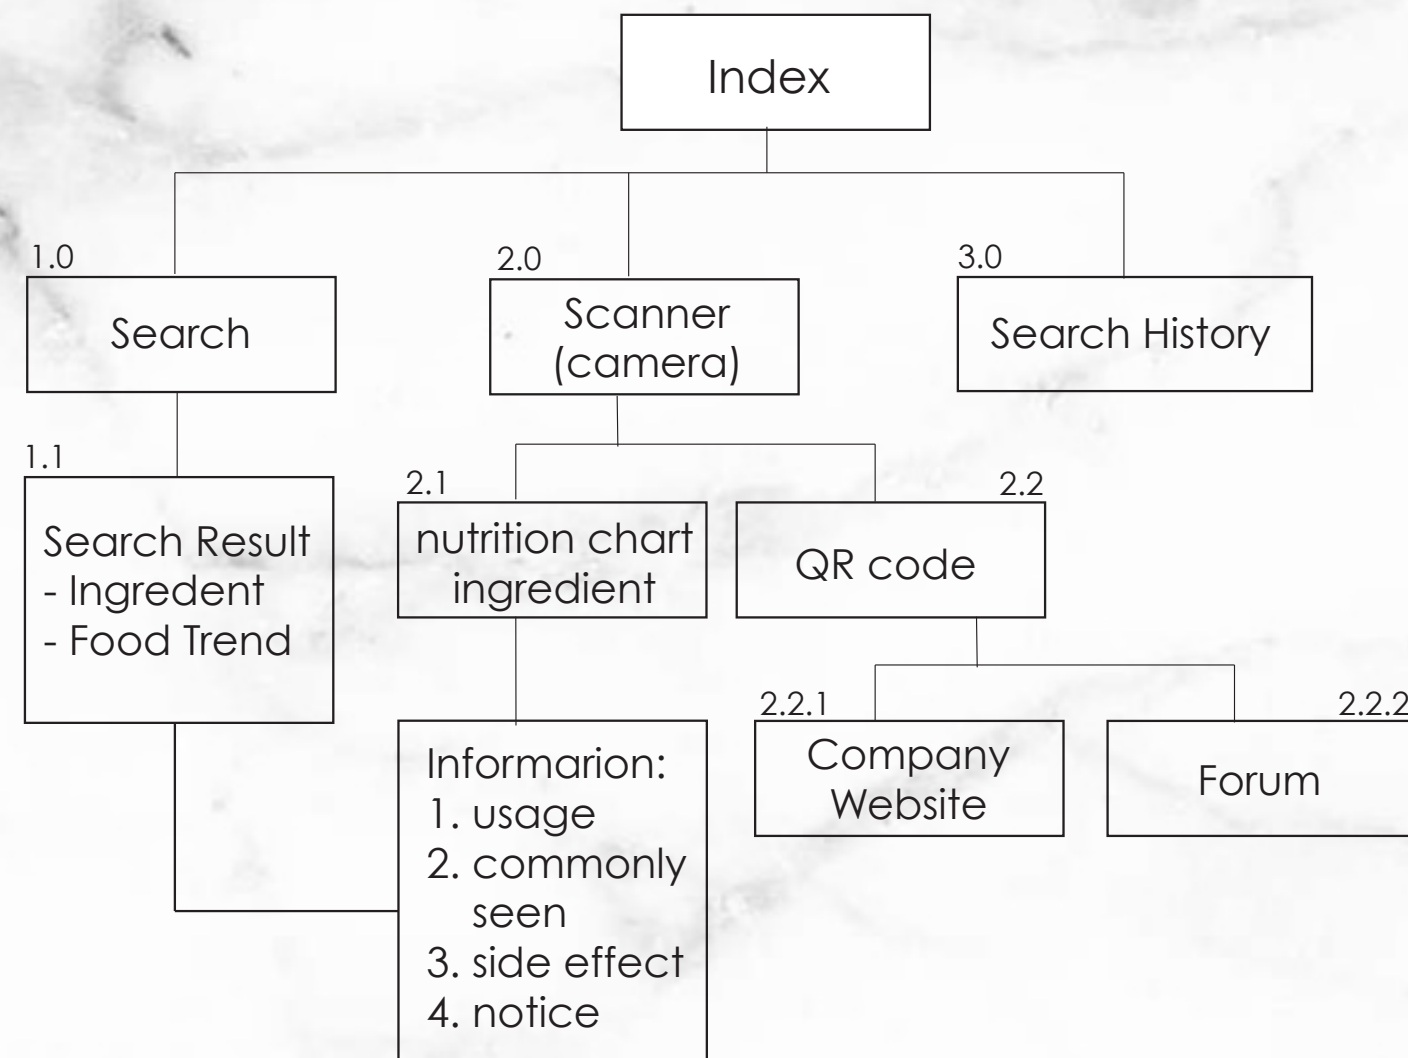 Index
1.0
Search
2.0
Scanner
(camera)
3.0
Search History
1.1
Search Result
- Ingredent
- Food Trend
2.1
nutrition chart
ingredient
2.2
QR code
Informarion:
1. usage
2. commonly
seen
3. side effect
4. notice
2.2.1
Company
Website
2.2.2
Forum